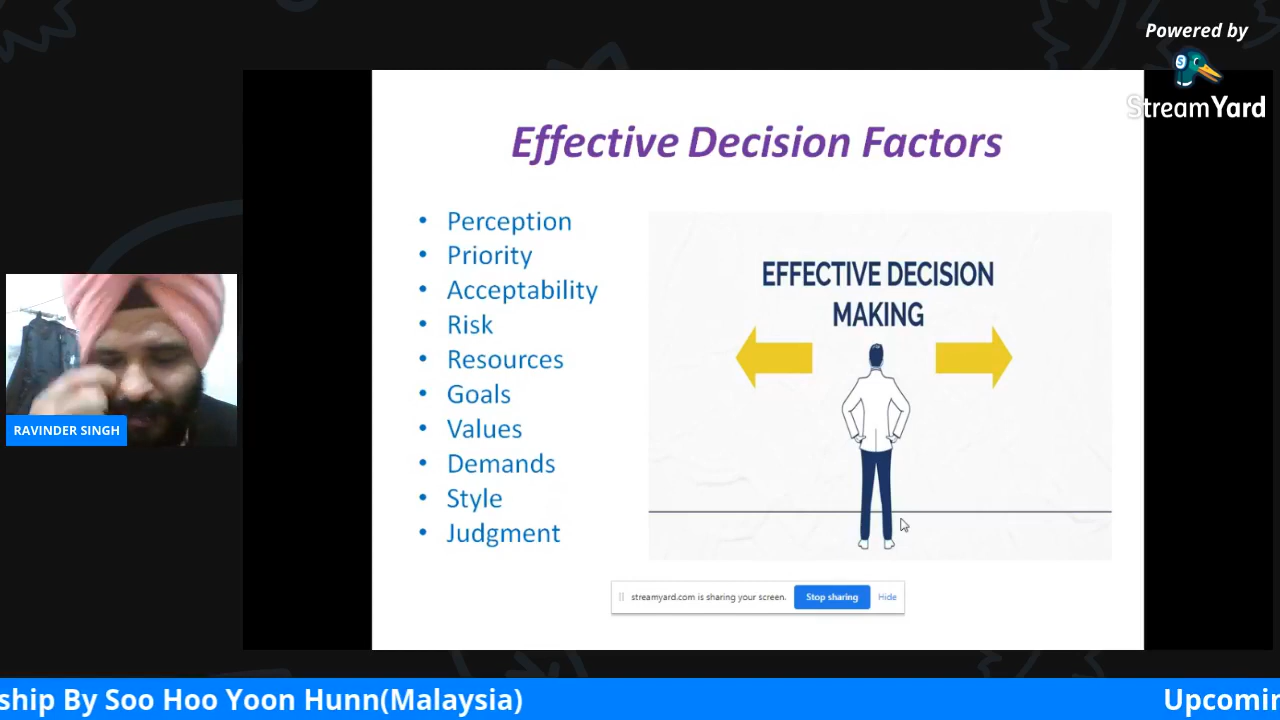 Powered by
StreamYard
Effective Decision Factors
• Perception
• Priority
• Acceptability
• Risk
• Resources
• Goals
• Values
• Demands
• Style
• Judgment
EFFECTIVE DECISION
MAKING
RAVINDER SINGH
streamyard.com is sharing your screen. Stop sharing Hide
ship By Soo Hoo Yoon Hunn(Malaysia) Upcomin